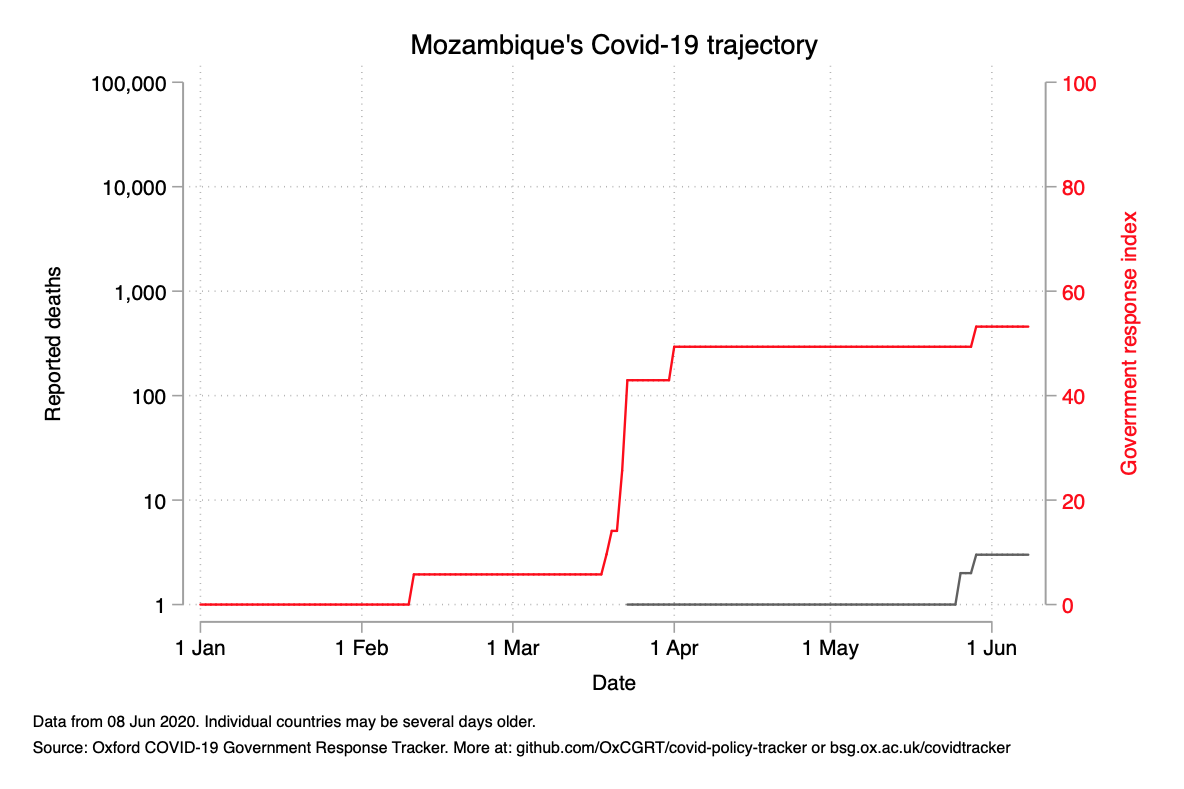 Mozambique's Covid-19 trajectory
100,000
10,000
1,000
100
10
1
Reported deaths
100
80
60
40
20
0
Government response index
1 Jan
1 Feb
1 Mar
1 Apr
1 May
1 Jun
Date
Data from 08 Jun 2020. Individual countries may be several days older.
Source: Oxford COVID-19 Government Response Tracker. More at: github.com/OxCGRT/covid-policy-tracker or bsg.ox.ac.uk/covidtracker